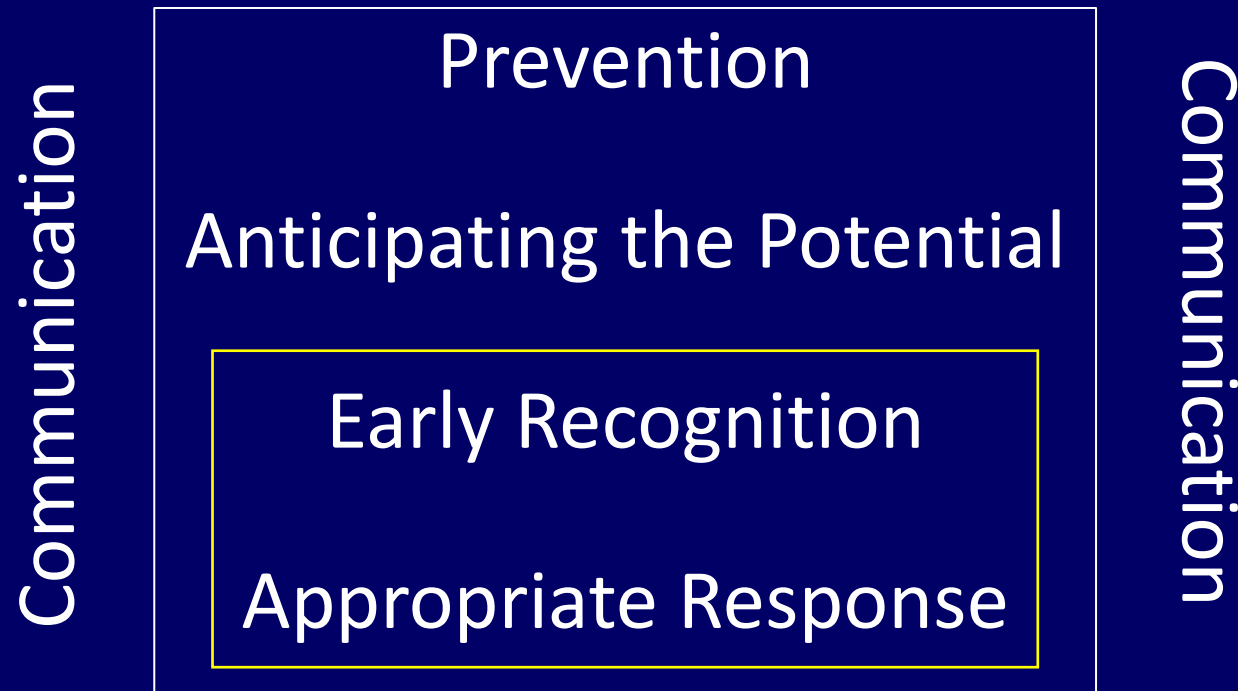 Communication
Prevention
Anticipating the Potential
Early Recognition
Appropriate Response
Communication